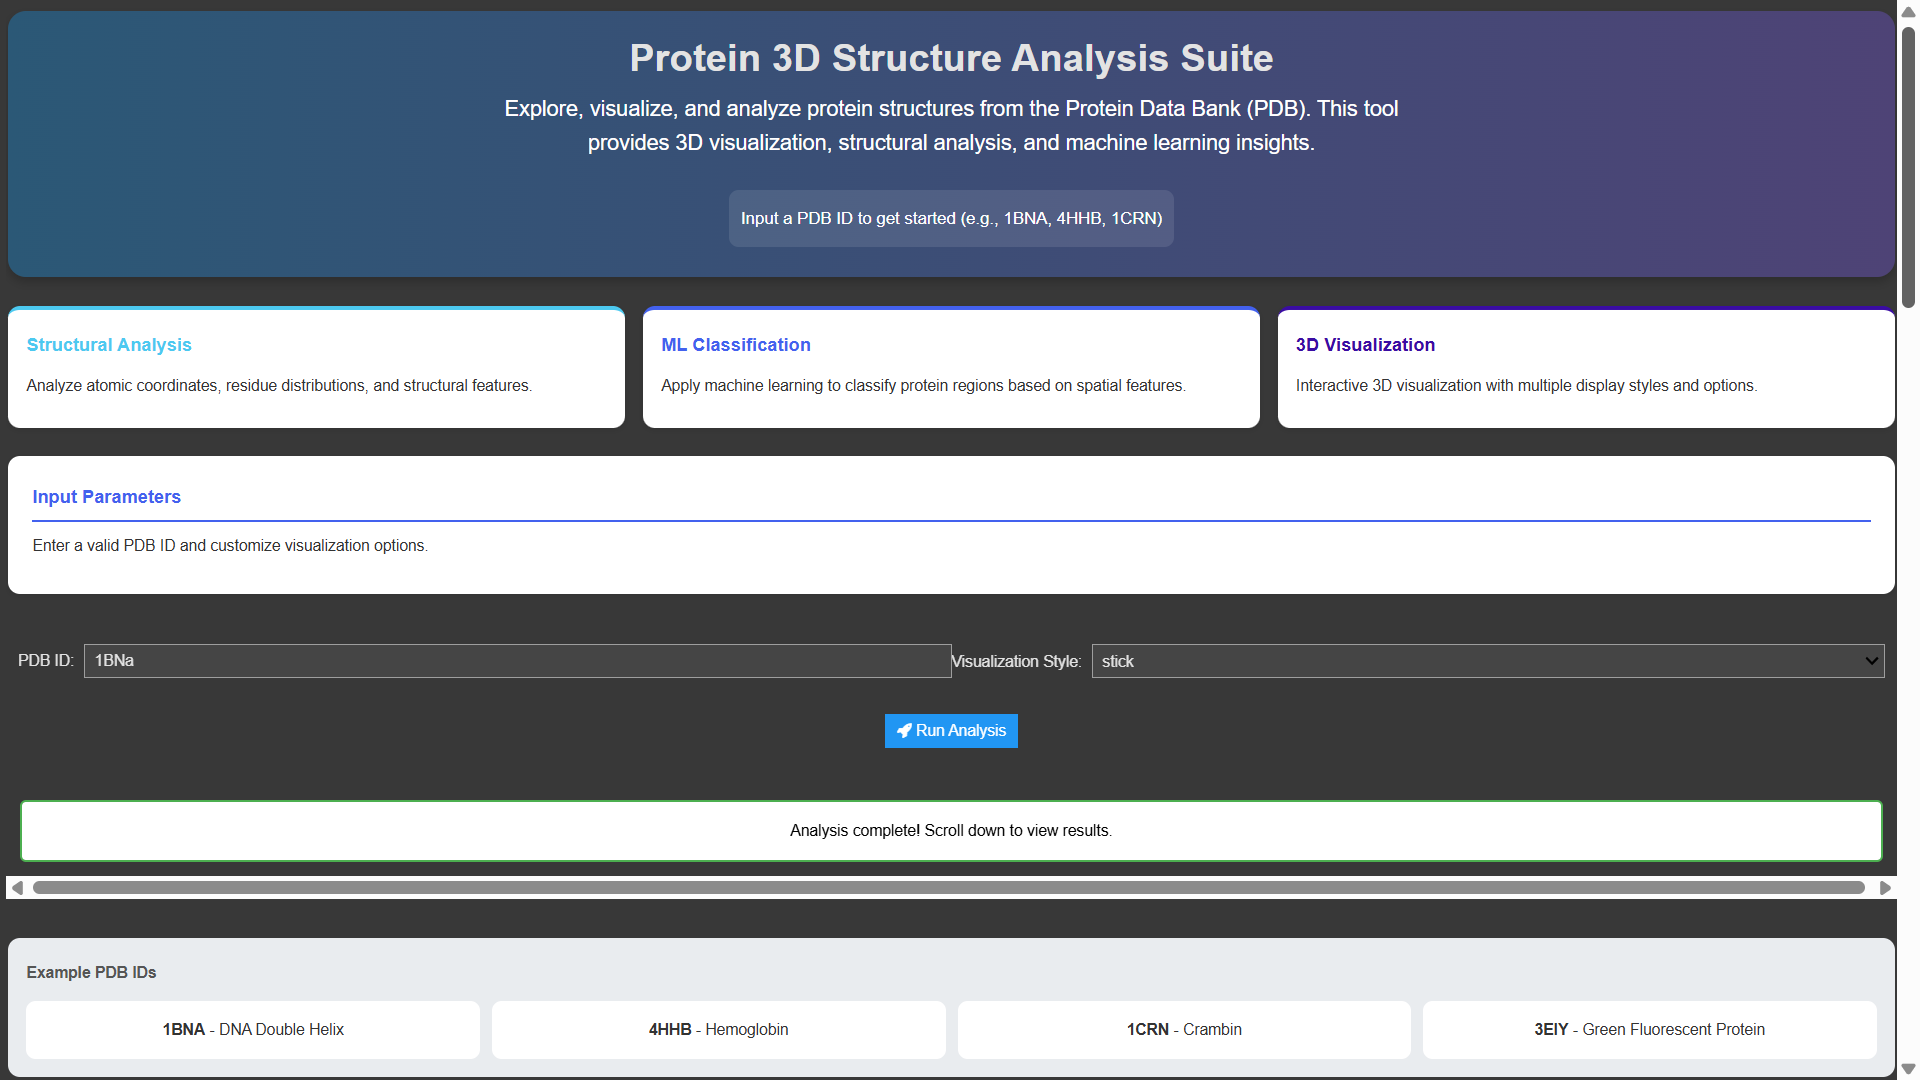 Protein 3D Structure Analysis Suite
Explore, visualize, and analyze protein structures from the Protein Data Bank (PDB). This tool
provides 3D visualization, structural analysis, and machine learning insights.
Input a PDB ID to get started (e.g., 1BNA, 4HHB, 1CRN)
Structural Analysis
Analyze atomic coordinates, residue distributions, and structural features.
ML Classification
Apply machine learning to classify protein regions based on spatial features.
3D Visualization
Interactive 3D visualization with multiple display styles and options.
Input Parameters
Enter a valid PDB ID and customize visualization options.
PDB ID: 1BNa
Visualization Style: stick
Run Analysis
Analysis complete! Scroll down to view results.
Example PDB IDs
1BNA - DNA Double Helix
4HHB - Hemoglobin
1CRN - Crambin
3EIY - Green Fluorescent Protein